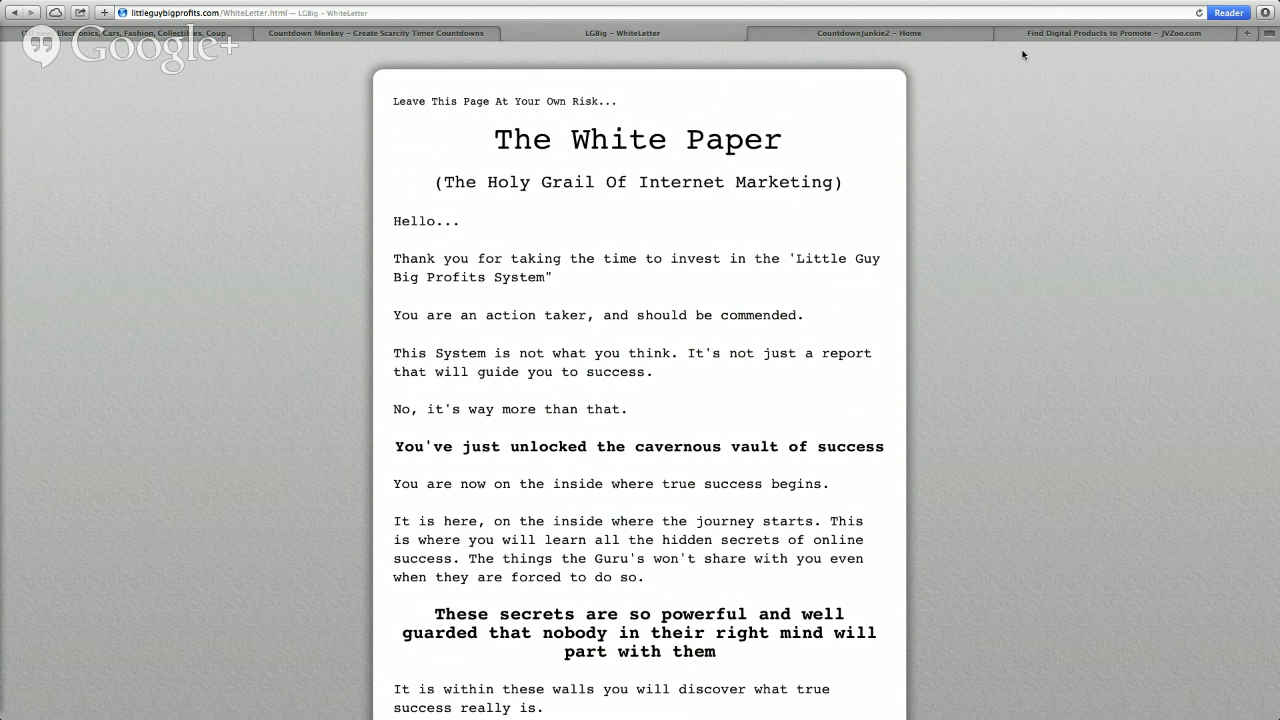 littleguybigprofits.com/WhiteLetter.html — LGBig – WhiteLetter
Reader
Electronics, Cars, Fashion, Collectibles, Coup...
Countdown Monkey – Create Scarcity Timer Countdowns
LGBig – WhiteLetter
CountdownJunkie2 – Home
Find Digital Products to Promote – JVZoo.com
Google+
Leave This Page At Your Own Risk...
The White Paper
(The Holy Grail Of Internet Marketing)
Hello...
Thank you for taking the time to invest in the 'Little Guy
Big Profits System"
You are an action taker, and should be commended.
This System is not what you think. It's not just a report
that will guide you to success.
No, it's way more than that.
You've just unlocked the cavernous vault of success
You are now on the inside where true success begins.
It is here, on the inside where the journey starts. This
is where you will learn all the hidden secrets of online
success. The things the Guru's won't share with you even
when they are forced to do so.
These secrets are so powerful and well
guarded that nobody in their right mind will
part with them
It is within these walls you will discover what true
success really is.